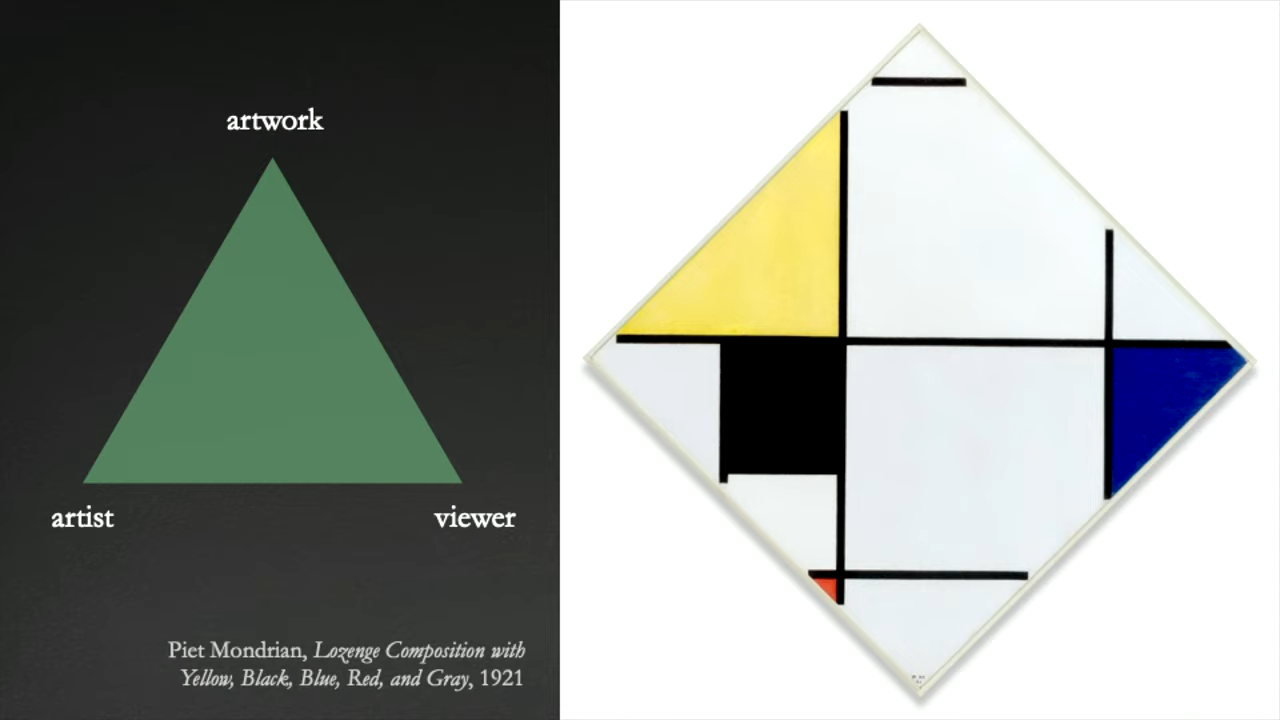 artwork
artist
viewer
Piet Mondrian, Lozenge Composition with
Yellow, Black, Blue, Red, and Gray, 1921